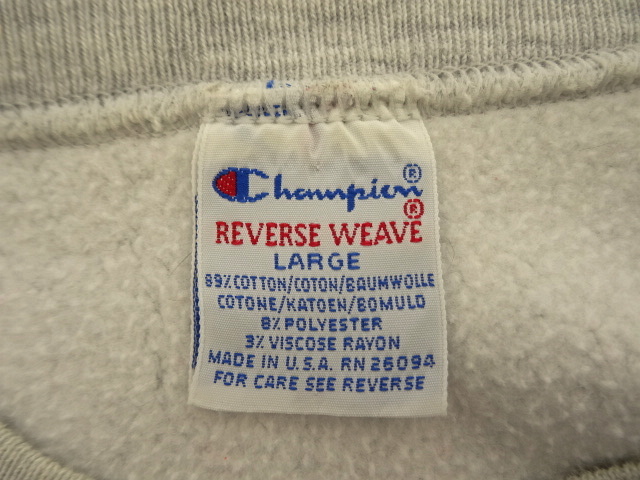 Champion®
REVERSE WEAVE®
LARGE
89% COTTON/COTON/BAUMWOLLE
COTONE/KATOEN/BOMULD
8% POLYESTER
3% VISCOSE RAYON
MADE IN U.S.A. RN 26094
FOR CARE SEE REVERSE